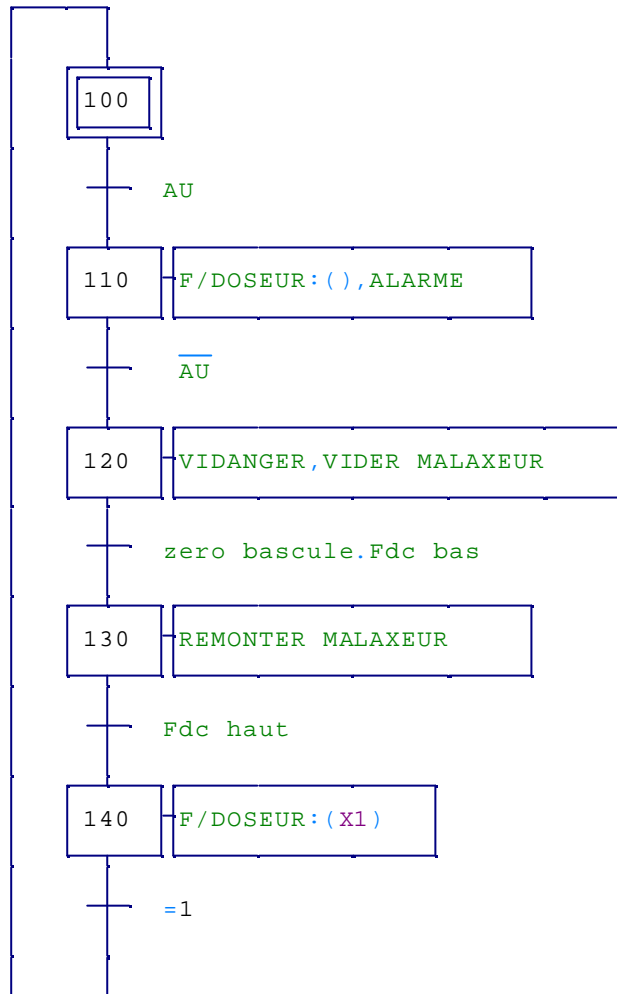 100
AU
110 F/DOSEUR:(),ALARME
A̅U̅
120 VIDANGER,VIDER MALAXEUR
zero bascule.Fdc bas
130 REMONTER MALAXEUR
Fdc haut
140 F/DOSEUR:(X1)
=1